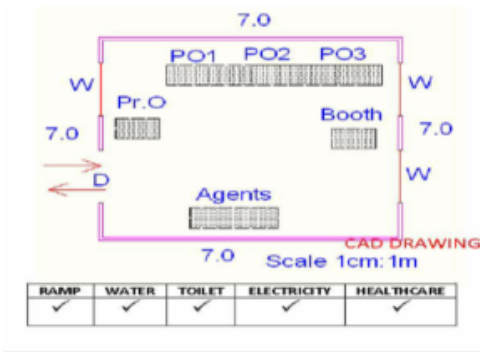 7.0
PO1 PO2 PO3
W W
Pr.O
Booth
7.0 7.0
D W
Agents
CAD DRAWING
7.0 Scale 1cm:1m
RAMP WATER TOILET ELECTRICITY HEALTHCARE
✓ ✓ ✓ ✓ ✓